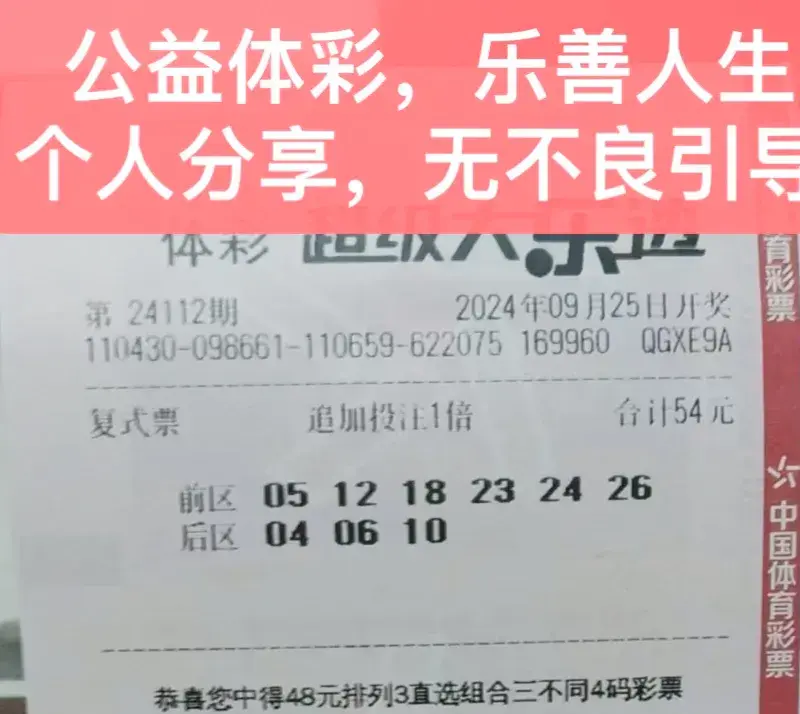 公益体彩，乐善人生
个人分享，无不良引导
体彩 超级大乐透
第 24112期 2024年09月25日开奖
110430-098661-110659-622075 169960 QGXE9A
复式票 追加投注1倍 合计54元
前区 05 12 18 23 24 26
后区 04 06 10
恭喜您中得48元排列3直选组合三不同4码彩票
育彩票
中国体育彩票